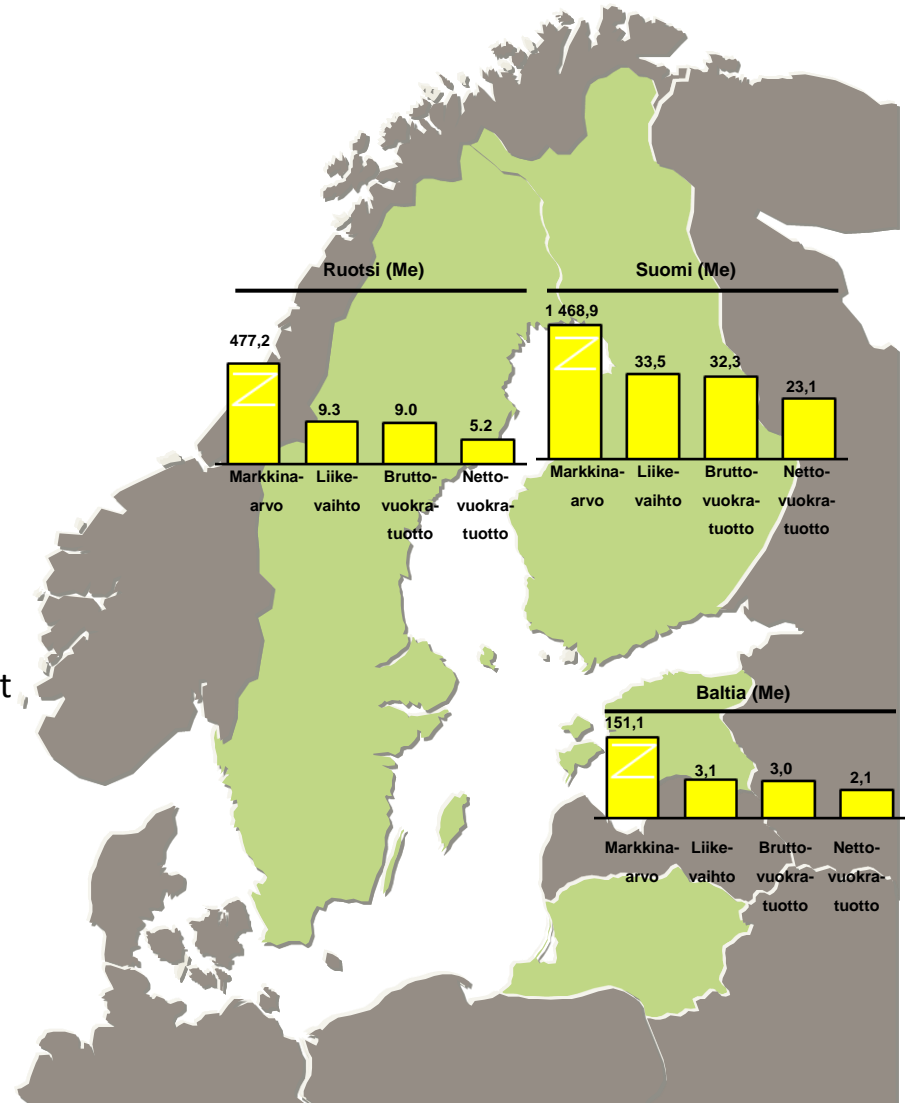 Ruotsi (Me)
477,2
9.3
9.0
5.2
Markkina-
arvo
Liike-
vaihto
Brutto-
vuokra-
tuotto
Netto-
vuokra-
tuotto
Suomi (Me)
1 468,9
33,5
32,3
23,1
Markkina-
arvo
Liike-
vaihto
Brutto-
vuokra-
tuotto
Netto-
vuokra-
tuotto
t
Baltia (Me)
151,1
3,1
3,0
2,1
Markkina-
arvo
Liike-
vaihto
Brutto-
vuokra-
tuotto
Netto-
vuokra-
tuotto